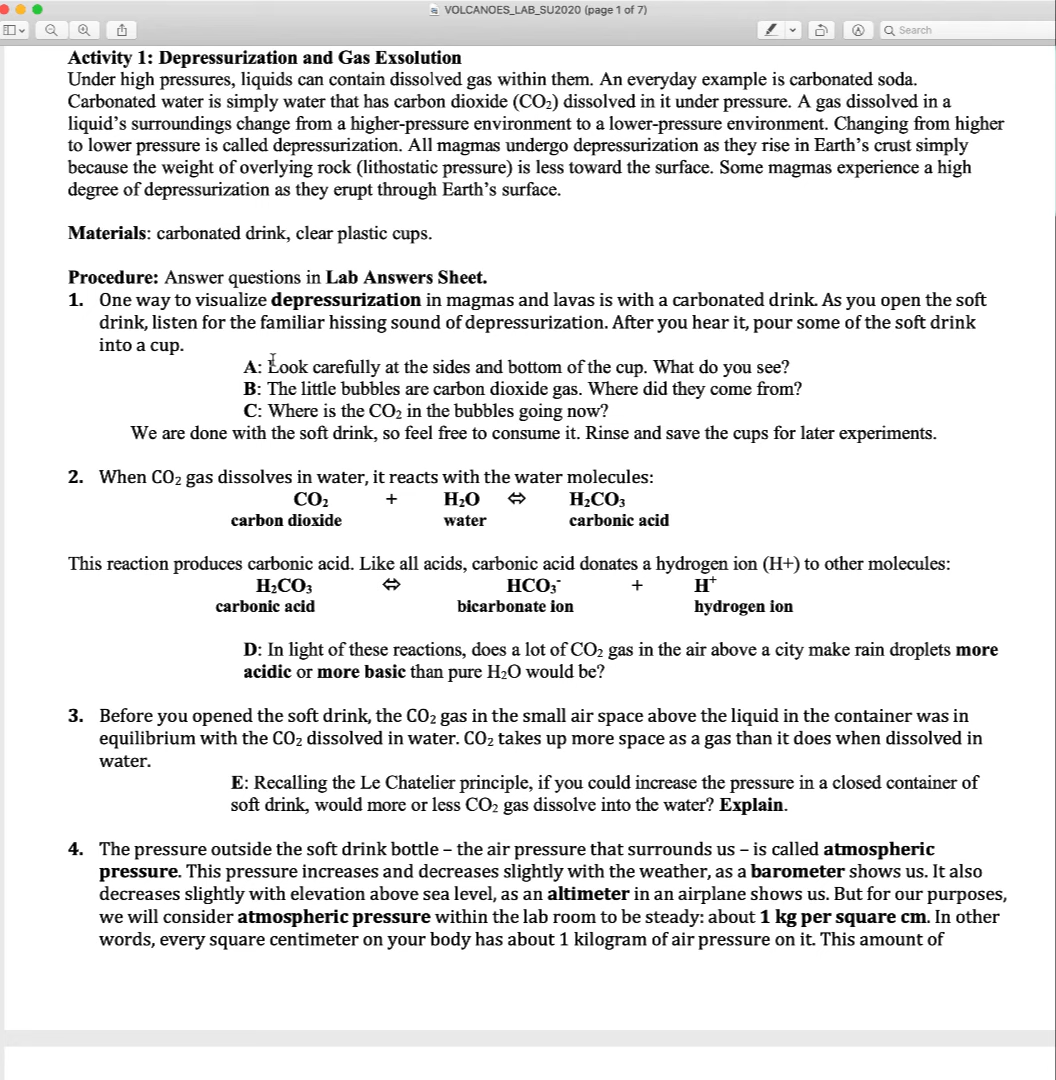 VOLCANOES_LAB_SU2020 (page 1 of 7)
Search
Activity 1: Depressurization and Gas Exsolution
Under high pressures, liquids can contain dissolved gas within them. An everyday example is carbonated soda.
Carbonated water is simply water that has carbon dioxide (CO₂) dissolved in it under pressure. A gas dissolved in a
liquid's surroundings change from a higher-pressure environment to a lower-pressure environment. Changing from higher
to lower pressure is called depressurization. All magmas undergo depressurization as they rise in Earth's crust simply
because the weight of overlying rock (lithostatic pressure) is less toward the surface. Some magmas experience a high
degree of depressurization as they erupt through Earth's surface.
Materials: carbonated drink, clear plastic cups.
Procedure: Answer questions in Lab Answers Sheet.
1. One way to visualize depressurization in magmas and lavas is with a carbonated drink. As you open the soft
drink, listen for the familiar hissing sound of depressurization. After you hear it, pour some of the soft drink
into a cup.
A: Look carefully at the sides and bottom of the cup. What do you see?
B: The little bubbles are carbon dioxide gas. Where did they come from?
C: Where is the CO₂ in the bubbles going now?
We are done with the soft drink, so feel free to consume it. Rinse and save the cups for later experiments.
2. When CO₂ gas dissolves in water, it reacts with the water molecules:
CO₂ + H₂O ⇔ H₂CO₃
carbon dioxide water carbonic acid
This reaction produces carbonic acid. Like all acids, carbonic acid donates a hydrogen ion (H+) to other molecules:
H₂CO₃ ⇔ HCO₃⁻ + H⁺
carbonic acid bicarbonate ion hydrogen ion
D: In light of these reactions, does a lot of CO₂ gas in the air above a city make rain droplets more
acidic or more basic than pure H₂O would be?
3. Before you opened the soft drink, the CO₂ gas in the small air space above the liquid in the container was in
equilibrium with the CO₂ dissolved in water. CO₂ takes up more space as a gas than it does when dissolved in
water.
E: Recalling the Le Chatelier principle, if you could increase the pressure in a closed container of
soft drink, would more or less CO₂ gas dissolve into the water? Explain.
4. The pressure outside the soft drink bottle – the air pressure that surrounds us – is called atmospheric
pressure. This pressure increases and decreases slightly with the weather, as a barometer shows us. It also
decreases slightly with elevation above sea level, as an altimeter in an airplane shows us. But for our purposes,
we will consider atmospheric pressure within the lab room to be steady: about 1 kg per square cm. In other
words, every square centimeter on your body has about 1 kilogram of air pressure on it. This amount of